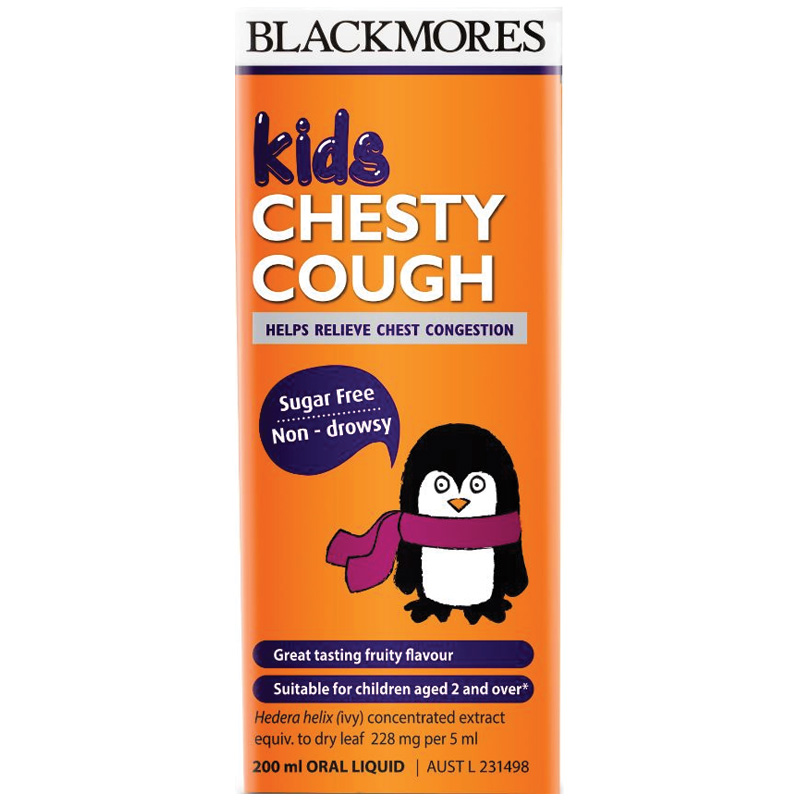 BLACKMORES
kids
CHESTY
COUGH
HELPS RELIEVE CHEST CONGESTION
Sugar Free
Non - drowsy
Great tasting fruity flavour
Suitable for children aged 2 and over*
Hedera helix (ivy) concentrated extract
equiv. to dry leaf 228 mg per 5 ml
200 ml ORAL LIQUID | AUST L 231498